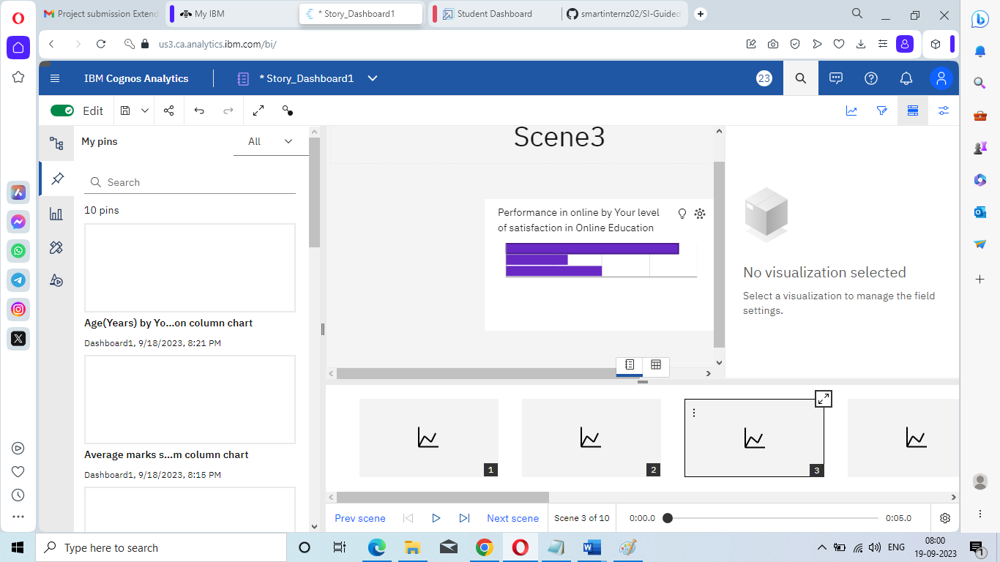 Project submission Extend
My IBM
* Story_Dashboard1
Student Dashboard
smartinternz02/SI-Guided
us3.ca.analytics.ibm.com/bi/
IBM Cognos Analytics
* Story_Dashboard1
23
Edit
My pins
All
Search
10 pins
Age(Years) by Yo...on column chart
Dashboard1, 9/18/2023, 8:21 PM
Average marks s...m column chart
Dashboard1, 9/18/2023, 8:15 PM
Scene3
Performance in online by Your level
of satisfaction in Online Education
No visualization selected
Select a visualization to manage the field
settings.
1
2
3
Prev scene
Next scene
Scene 3 of 10
0:00.0
0:05.0
Type here to search
ENG
08:00
19-09-2023
1